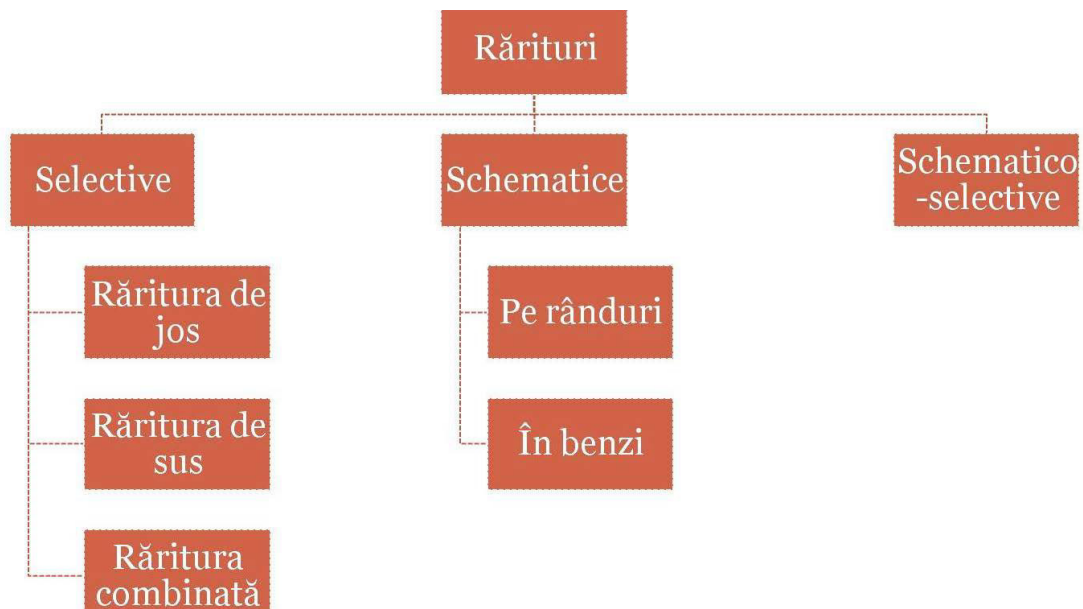 Rărituri
Selective
Schematice
Schematico
-selective
Răritura de
jos
Răritura de
sus
Răritura
combinată
Pe rânduri
În benzi